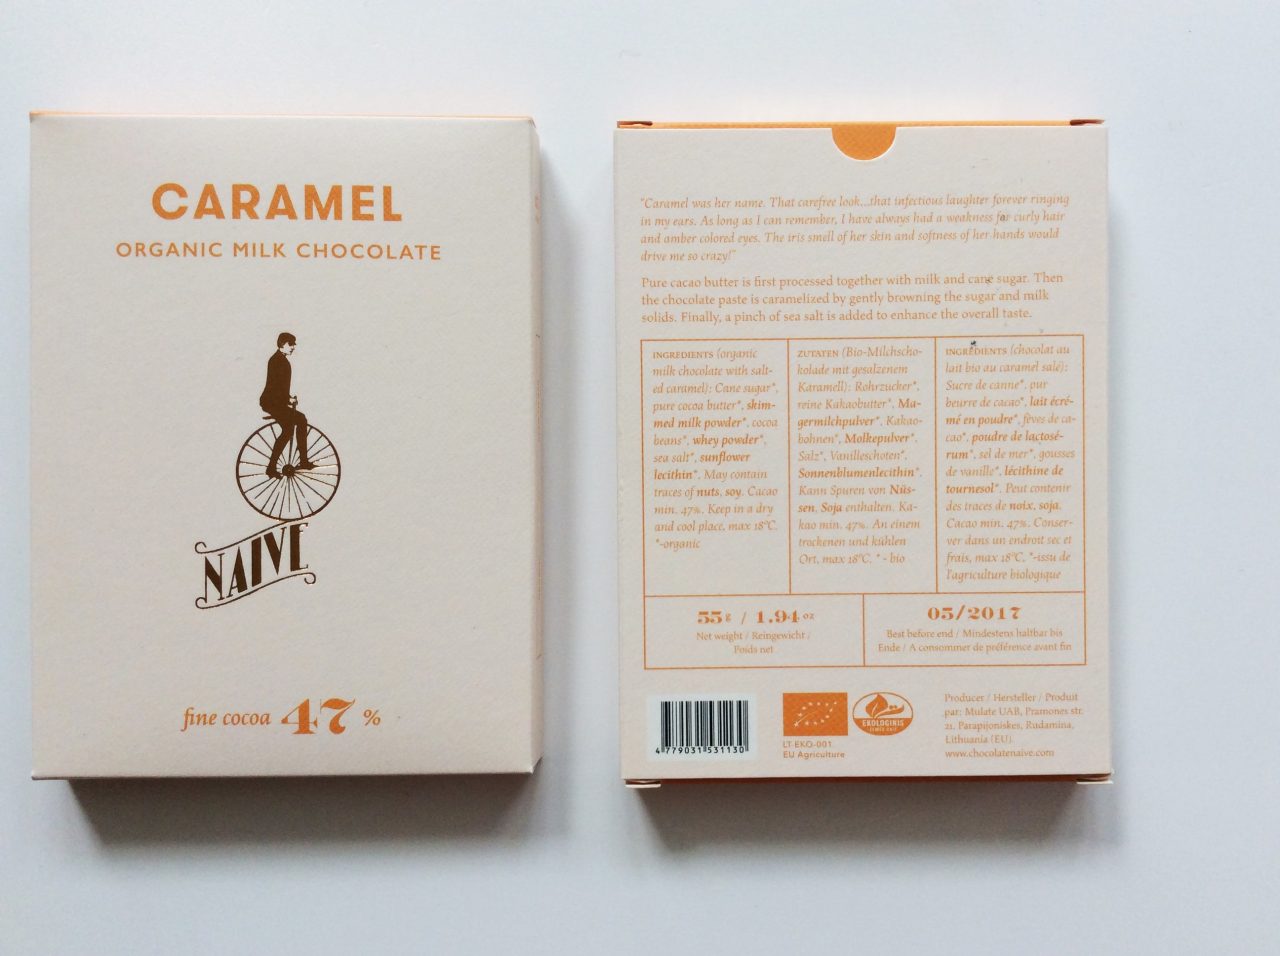 CARAMEL
ORGANIC MILK CHOCOLATE
NAIVE
fine cocoa 47 %
"Caramel was her name. That carefree look...that infectious laughter forever ringing
in my ears. As long as I can remember, I have always had a weakness for curly hair
and amber colored eyes. The iris smell of her skin and softness of her hands would
drive me so crazy!"
Pure cacao butter is first processed together with milk and cane sugar. Then
the chocolate paste is caramelized by gently browning the sugar and milk
solids. Finally, a pinch of sea salt is added to enhance the overall taste.
INGREDIENTS (organic
milk chocolate with salt-
ed caramel): Cane sugar*,
pure cocoa butter*, skim-
med milk powder*, cocoa
beans*, whey powder*,
sea salt*, sunflower
lecithin*. May contain
traces of nuts, soy. Cacao
min. 47%. Keep in a dry
and cool place, max 18°C.
*-organic
ZUTATEN (Bio-Milchscho-
kolade mit gesalzenem
Karamell): Rohrzücker*,
reine Kakaobutter*, Ma-
germilchpulver*, Kakao-
bohnen*, Molkepulver*,
Salz*, Vanilleschoten*,
Sonnenblumenlecithin*.
Kann Spuren von Nüs-
sen, Soja enthalten. Ka-
kao min. 47%. An einem
trockenen und kühlen
Ort, max 18°C. * - bio
INGRÉDIENTS (chocolat au
lait bio au caramel salé):
Sucre de canne*, pur
beurre de cacao*, lait écré-
mé en poudre*, fèves de ca-
cao*, poudre de lactosé-
rum*, sel de mer*, gousses
de vanille*, lécithine de
tournesol*. Peut contenir
des traces de noix, soja.
Cacao min. 47%. Conser-
ver dans un endroit sec et
frais, max 18°C. *-issu de
l'agriculture biologique
55 g / 1.94 oz
Net weight / Reingewicht /
Poids net
05/2017
Best before end / Mindestens haltbar bis
Ende / A consommer de préférence avant fin
4 779031 531130
LT-EKO-001
EU Agriculture
EKOLOGINIS
ŽEMĖS ŪKIS
Producer / Hersteller / Produit
par: Mulate UAB, Pramones str.
21, Parapijoniskes, Rudamina,
Lithuania (EU).
www.chocolatenaive.com